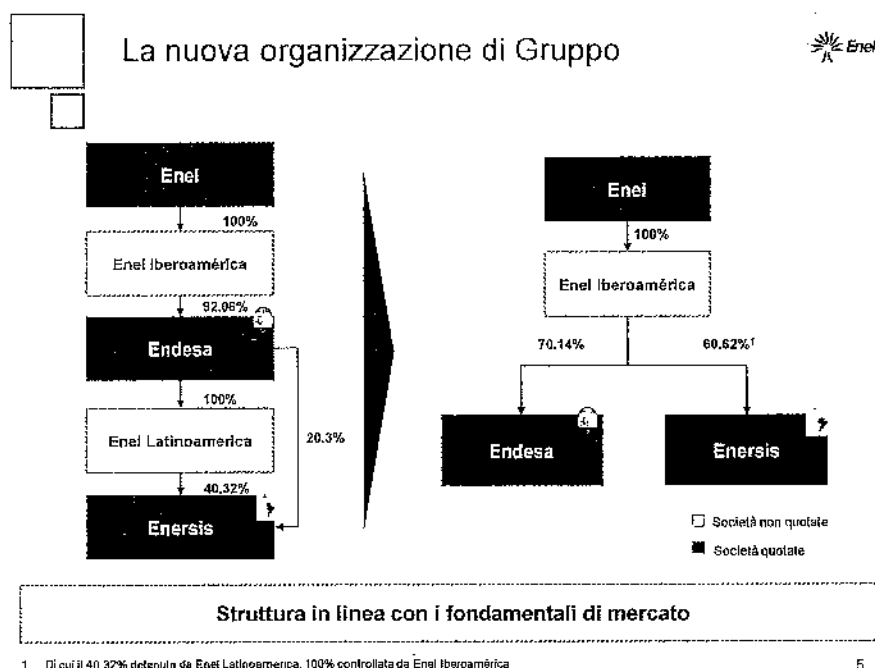 La nuova organizzazione di Gruppo
Enel
Enel
100%
Enel Iberoamérica
92.06%
Endesa
100%
20.3%
Enel Latinoamerica
40.32%
Enersis
Enel
100%
Enel Iberoamérica
70.14%
60.62%¹
Endesa
Enersis
Società non quotate
Società quotate
Struttura in linea con i fondamentali di mercato
1 Di cui il 40.32% detenuto da Enel Latinoamerica, 100% controllata da Enel Iberoamérica
5